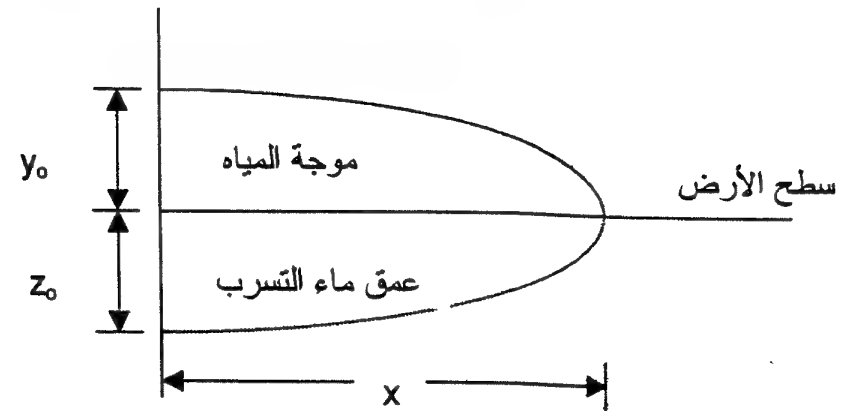 y₀
موجة المياه
سطح الأرض
z₀
عمق ماء التسرب
x